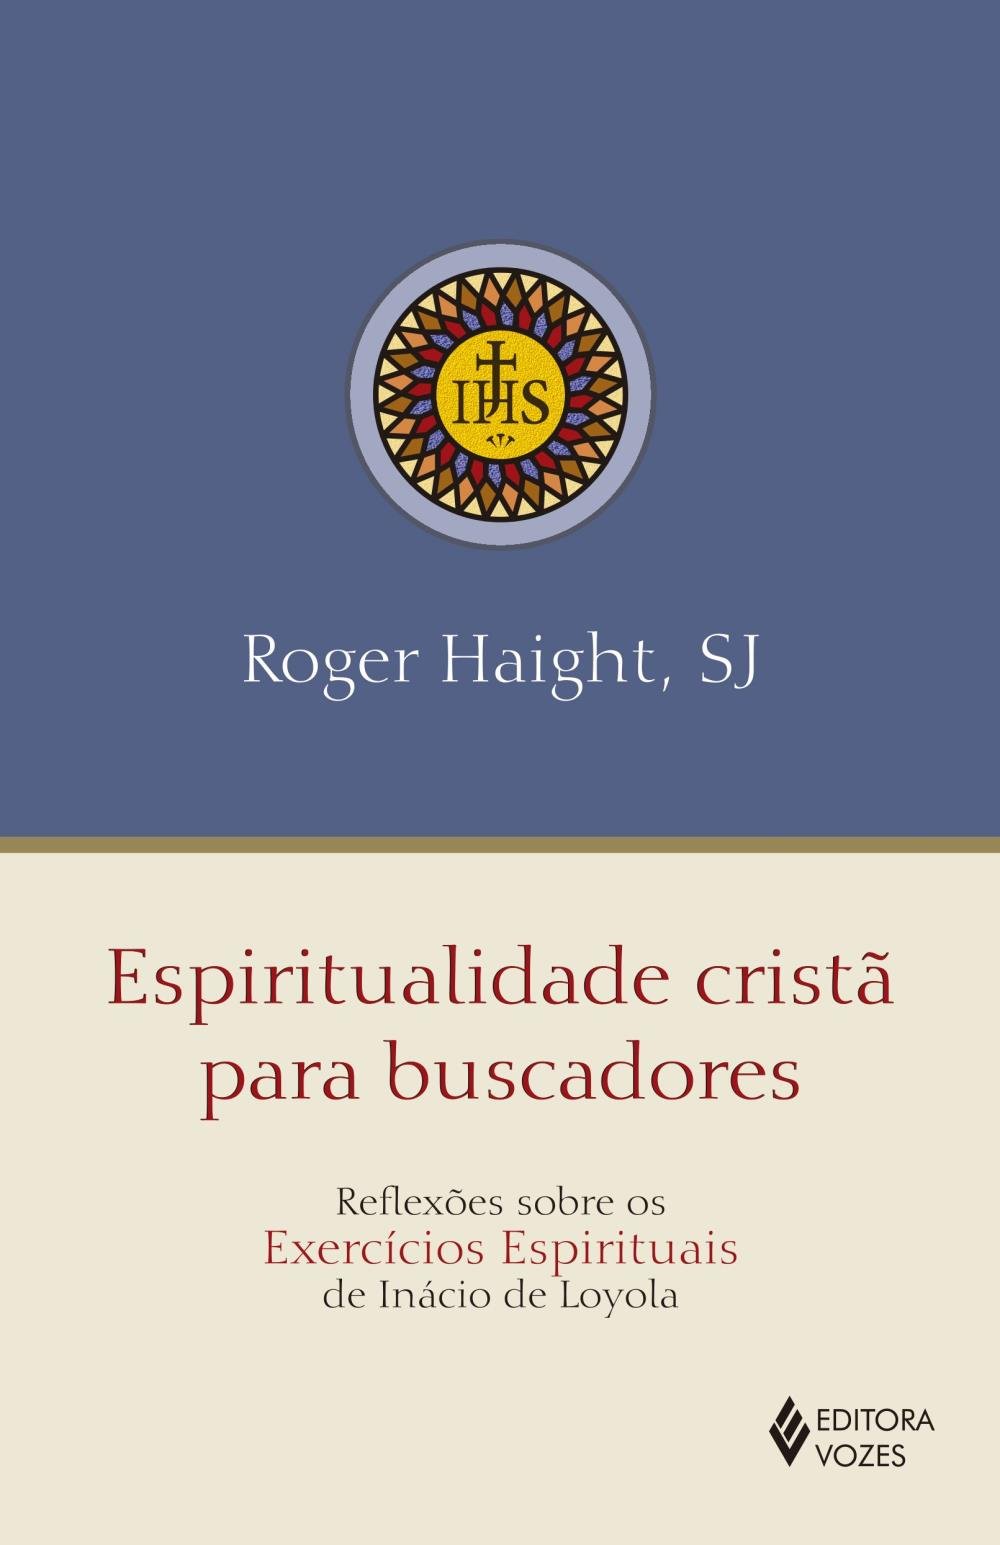 IHS
Roger Haight, SJ
Espiritualidade cristã
para buscadores
Reflexões sobre os
Exercícios Espirituais
de Inácio de Loyola
EDITORA
VOZES